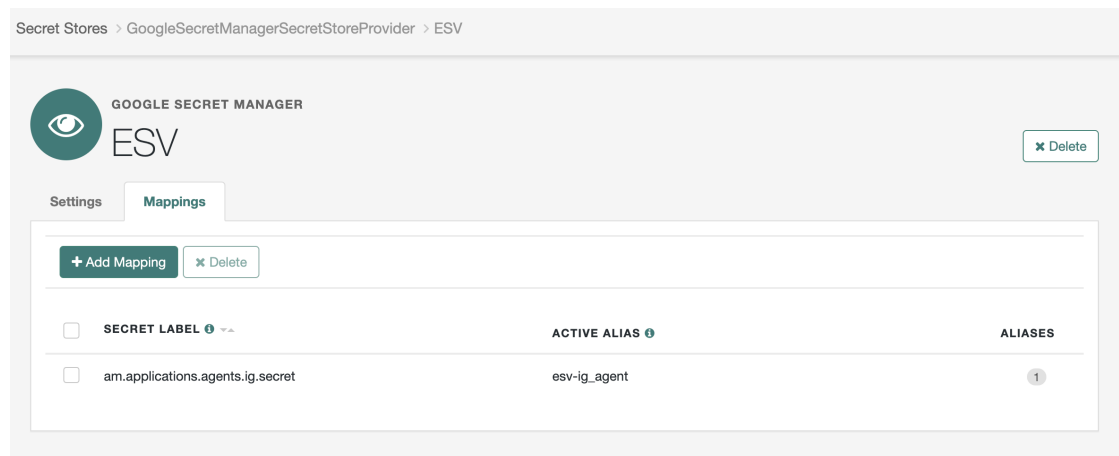 Secret Stores > GoogleSecretManagerSecretStoreProvider > ESV
GOOGLE SECRET MANAGER
ESV
Delete
Settings Mappings
+ Add Mapping Delete
SECRET LABEL ACTIVE ALIAS ALIASES
am.applications.agents.ig.secret esv-ig_agent 1